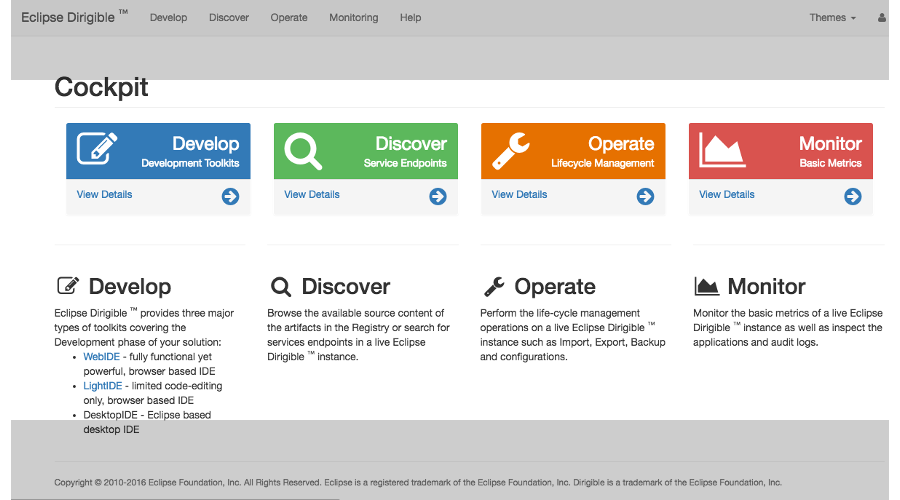 Eclipse Dirigible ™ Develop Discover Operate Monitoring Help Themes
Cockpit
Develop
Development Toolkits
View Details
Discover
Service Endpoints
View Details
Operate
Lifecycle Management
View Details
Monitor
Basic Metrics
View Details
Develop
Eclipse Dirigible ™ provides three major
types of toolkits covering the
Development phase of your solution:
• WebIDE - fully functional yet
powerful, browser based IDE
• LightIDE - limited code-editing
only, browser based IDE
• DesktopIDE - Eclipse based
desktop IDE
Discover
Browse the available source content of
the artifacts in the Registry or search for
services endpoints in a live Eclipse
Dirigible ™ instance.
Operate
Perform the life-cycle management
operations on a live Eclipse Dirigible ™
instance such as Import, Export, Backup
and configurations.
Monitor
Monitor the basic metrics of a live Eclipse
Dirigible ™ instance as well as inspect the
applications and audit logs.
Copyright © 2010-2016 Eclipse Foundation, Inc. All Rights Reserved. Eclipse is a registered trademark of the Eclipse Foundation, Inc. Dirigible is a trademark of the Eclipse Foundation, Inc.